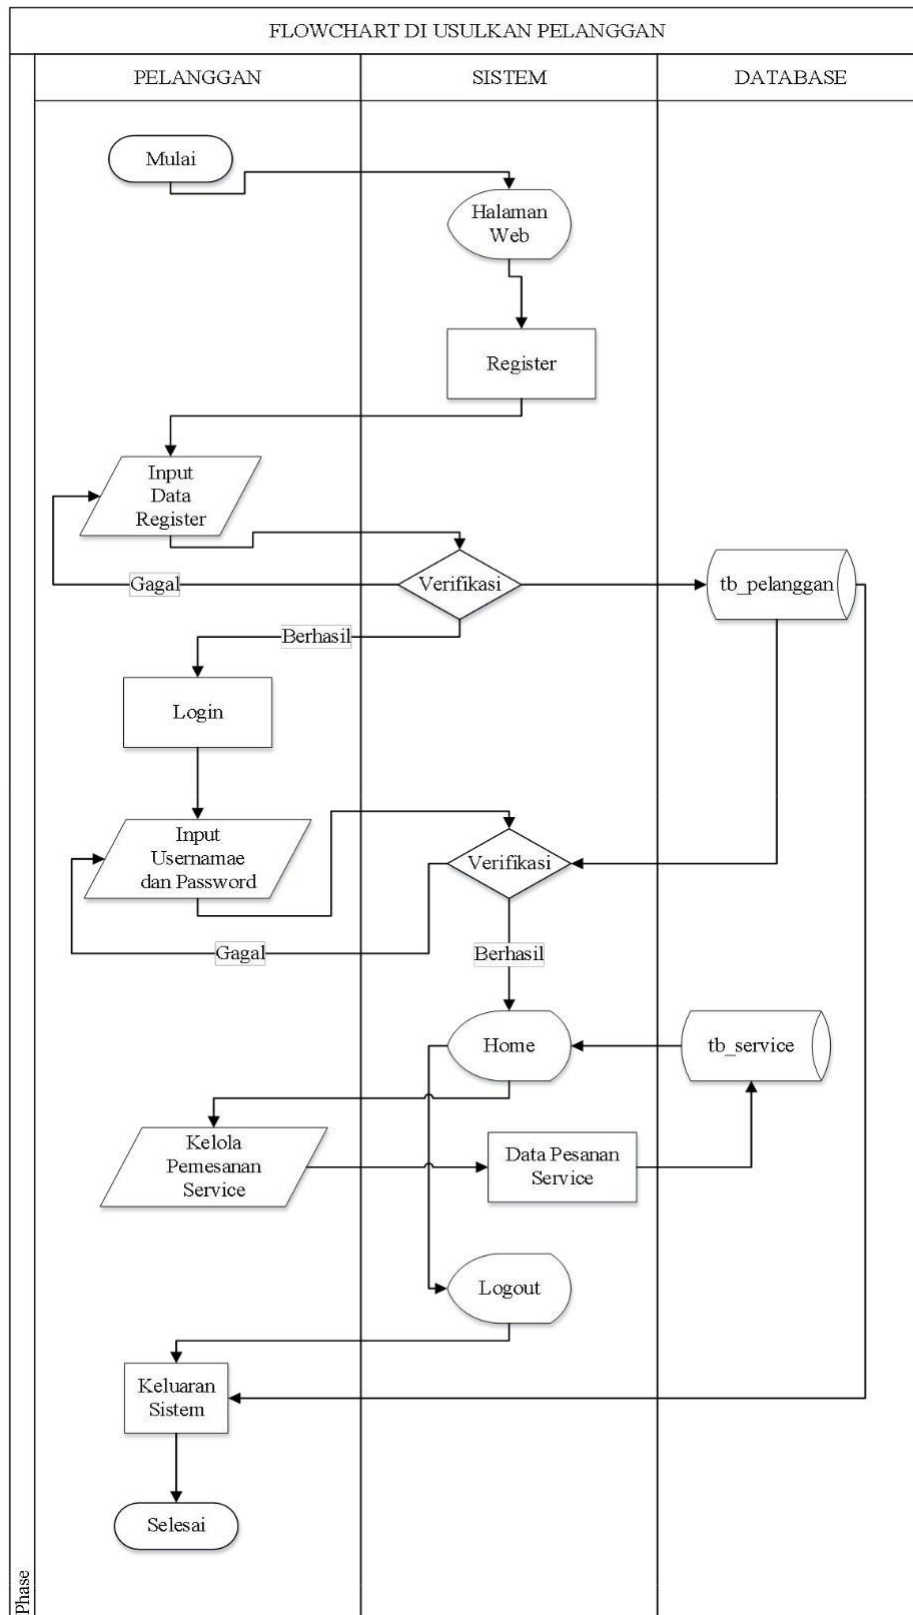 FLOWCHART DI USULKAN PELANGGAN
PELANGGAN
SISTEM
DATABASE
Mulai
Halaman
Web
Register
Input
Data
Register
Gagal
Verifikasi
tb_pelanggan
Berhasil
Login
Input
Usernamae
dan Password
Verifikasi
Gagal
Berhasil
Home
tb_service
Kelola
Pemesanan
Service
Data Pesanan
Service
Logout
Keluaran
Sistem
Selesai
Phase